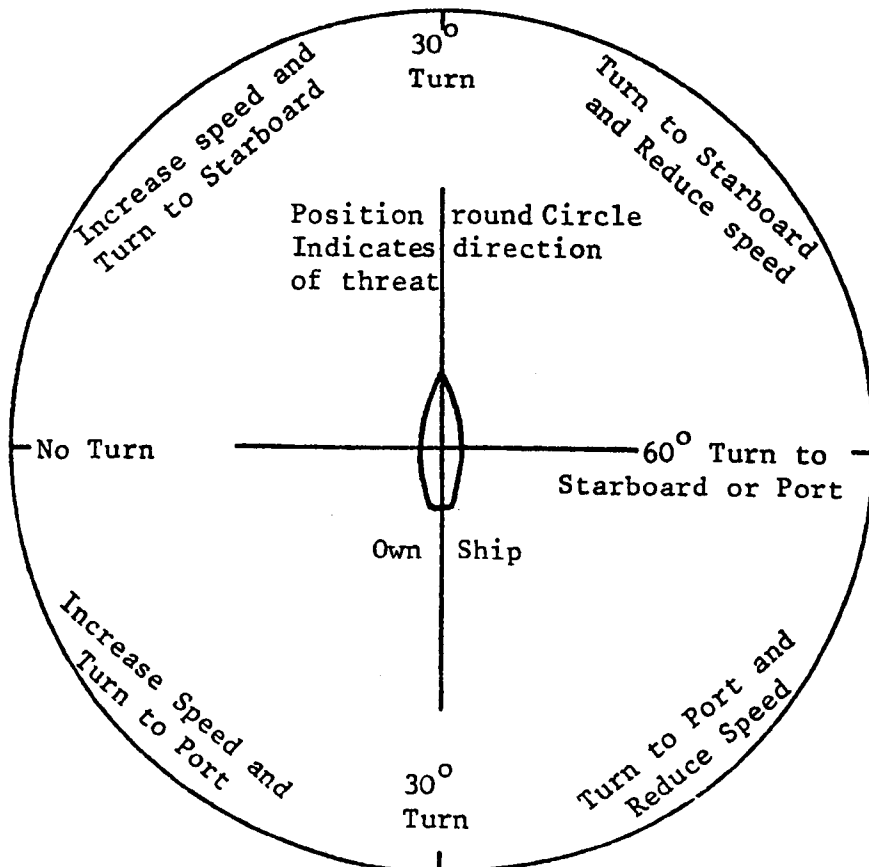 30°
Turn
Increase speed and
Turn to Starboard
Turn to Starboard
and Reduce speed
Position round Circle
Indicates direction
of threat
No Turn
60° Turn to
Starboard or Port
Own Ship
Increase Speed and
Turn to Port
Turn to Port and
Reduce Speed
30°
Turn